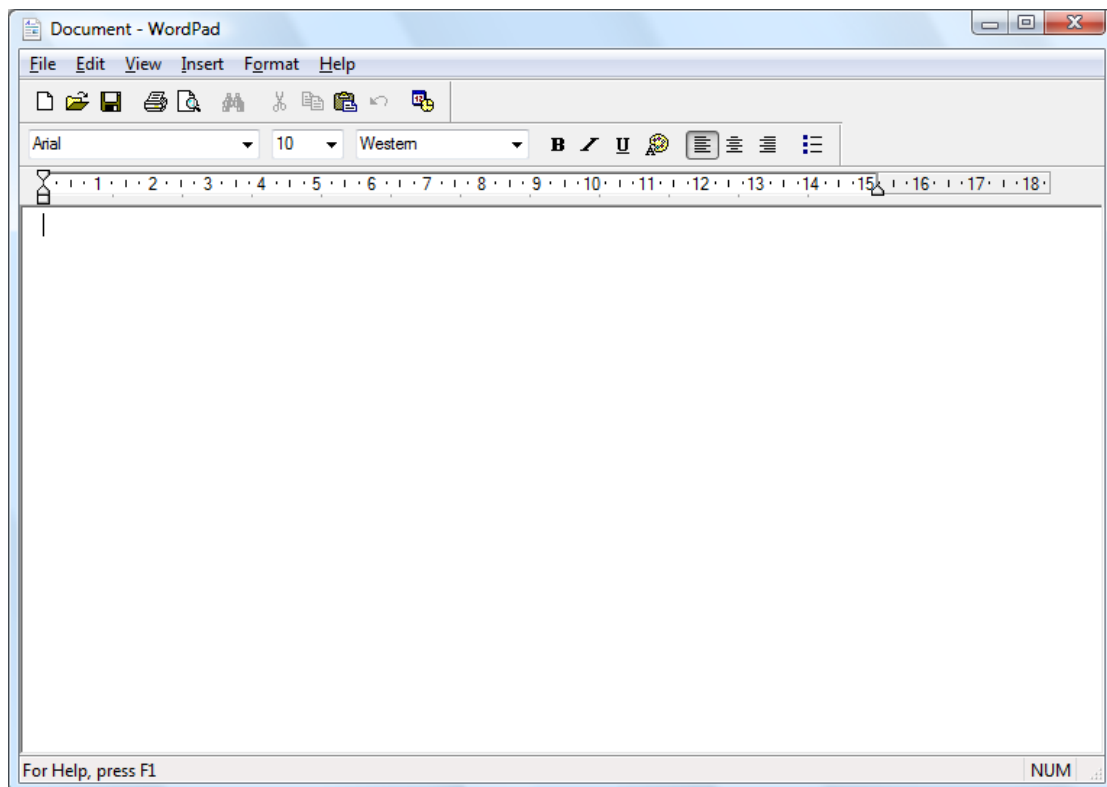 Document - WordPad
File Edit View Insert Format Help
Arial 10 Western B I U A
1 2 3 4 5 6 7 8 9 10 11 12 13 14 15 16 17 18
For Help, press F1 NUM